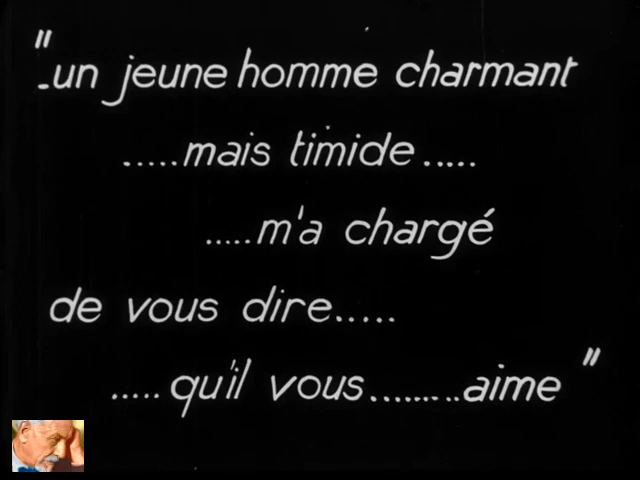 "-un jeune homme charmant
.....mais timide.....
.....m'a chargé
de vous dire.....
.....qu'il vous.........aime"